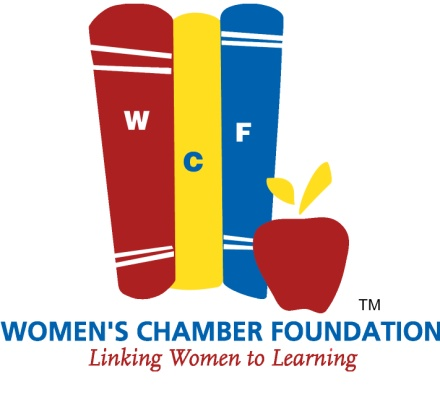 W
C
F
TM
WOMEN'S CHAMBER FOUNDATION
Linking Women to Learning